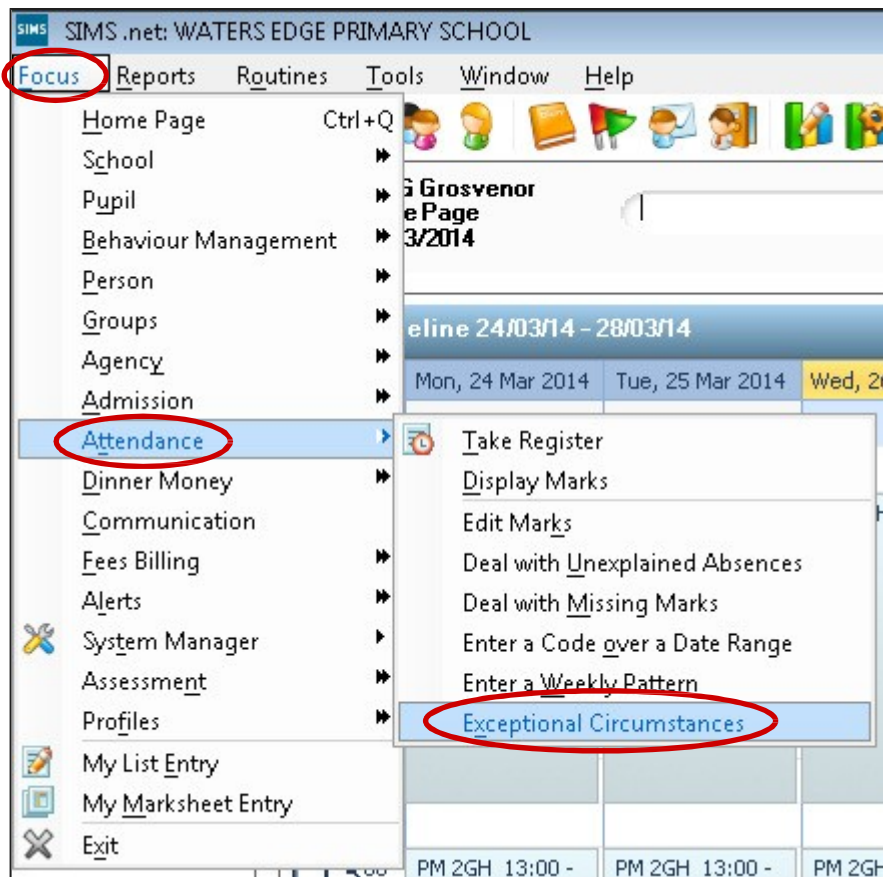 SIMS SIMS .net: WATERS EDGE PRIMARY SCHOOL
Focus Reports Routines Tools Window Help
Home Page Ctrl+Q
School
Pupil
Behaviour Management
Person
Groups
Agency
Admission
Attendance
Dinner Money
Communication
Fees Billing
Alerts
System Manager
Assessment
Profiles
My List Entry
My Marksheet Entry
Exit
Grosvenor
e Page
3/2014
eline 24/03/14 - 28/03/14
Mon, 24 Mar 2014 Tue, 25 Mar 2014 Wed, 2
Take Register
Display Marks
Edit Marks
Deal with Unexplained Absences
Deal with Missing Marks
Enter a Code over a Date Range
Enter a Weekly Pattern
Exceptional Circumstances
PM 2GH 13:00 - PM 2GH 13:00 - PM 2GH